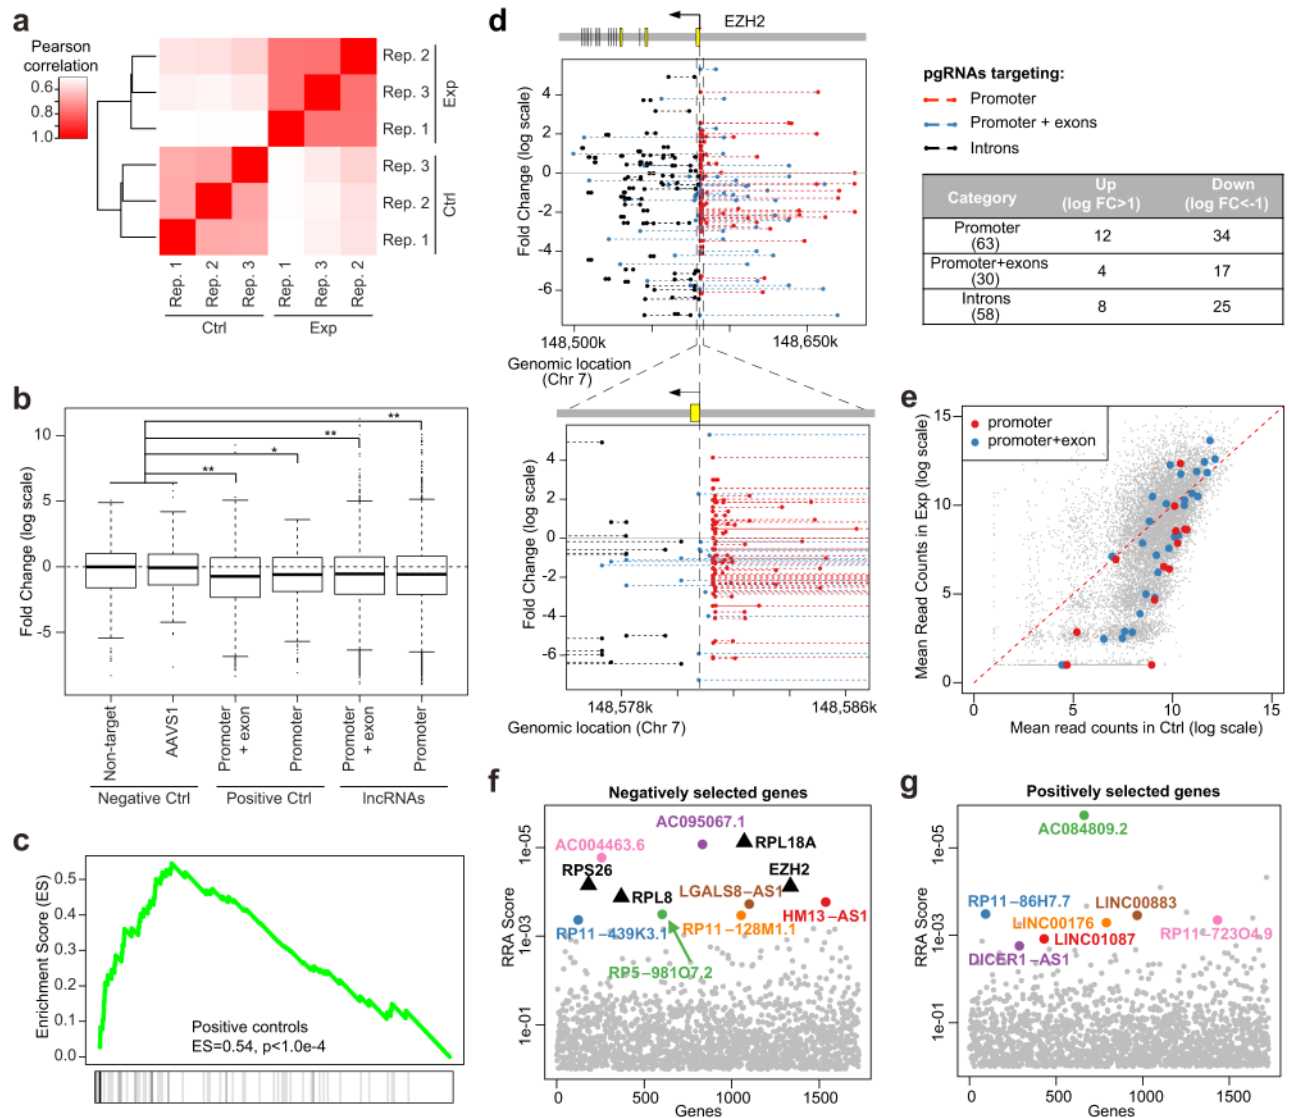 a
Pearson
correlation
0.6
0.8
1.0
Rep. 2
Rep. 3
Rep. 1
Exp
Rep. 3
Rep. 2
Rep. 1
Ctrl
Rep. 1
Rep. 2
Rep. 3
Rep. 1
Rep. 3
Rep. 2
Ctrl
Exp
b
Fold Change (log scale)
10
5
0
-5
**
**
*
**
Non-target
AAVS1
Promoter
+ exon
Promoter
Promoter
+ exon
Promoter
Negative Ctrl
Positive Ctrl
lncRNAs
c
Enrichment Score (ES)
0.5
0.4
0.3
0.2
0.1
0.0
Positive controls
ES=0.54, p<1.0e-4
d
EZH2
Fold Change (log scale)
4
2
0
-2
-4
-6
148,500k
148,650k
Genomic location
(Chr 7)
Fold Change (log scale)
4
2
0
-2
-4
-6
148,578k
148,586k
Genomic location (Chr 7)
pgRNAs targeting:
Promoter
Promoter + exons
Introns
Category
Up
(log FC>1)
Down
(log FC<-1)
Promoter
(63)
12
34
Promoter+exons
(30)
4
17
Introns
(58)
8
25
e
Mean Read Counts in Exp (log scale)
15
10
5
0
promoter
promoter+exon
0
5
10
15
Mean read counts in Ctrl (log scale)
f
Negatively selected genes
RRA Score
1e-05
1e-03
1e-01
AC095067.1
AC004463.6
RPL18A
RPS26
EZH2
RPL8
LGALS8-AS1
HM13-AS1
RP11-439K3.1
RP11-128M1.1
RP5-981O7.2
0
500
1000
1500
Genes
g
Positively selected genes
RRA Score
1e-05
1e-03
1e-01
AC084809.2
RP11-86H7.7
LINC00883
LINC00176
RP11-723O4.9
LINC01087
DICER1-AS1
0
500
1000
1500
Genes